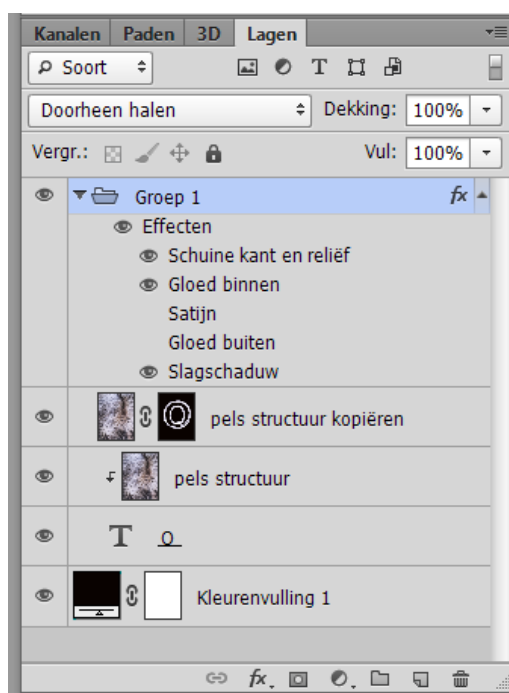 Kanalen Paden 3D Lagen
Soort
Doorheen halen Dekking: 100%
Vergr.: Vul: 100%
Groep 1 fx
Effecten
Schuine kant en reliëf
Gloed binnen
Satijn
Gloed buiten
Slagschaduw
pels structuur kopiëren
pels structuur
T Q
Kleurenvulling 1
fx.